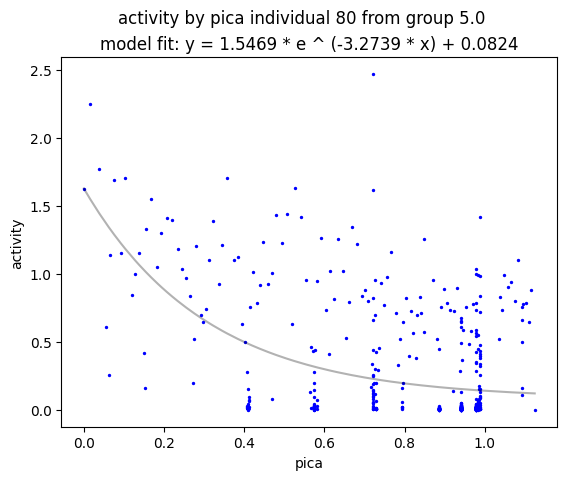 activity by pica individual 80 from group 5.0
model fit: y = 1.5469 * e ^ (-3.2739 * x) + 0.0824
2.5
2.0
1.5
1.0
0.5
0.0
activity
0.0 0.2 0.4 0.6 0.8 1.0
pica